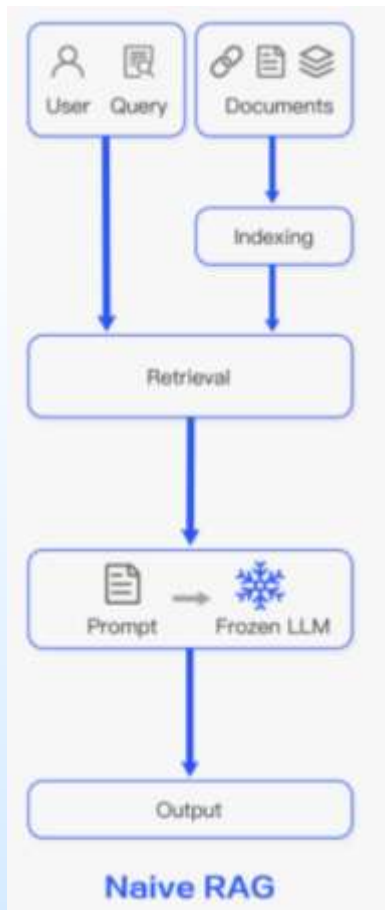 User Query
Documents
Indexing
Retrieval
Prompt
Frozen LLM
Output
Naive RAG